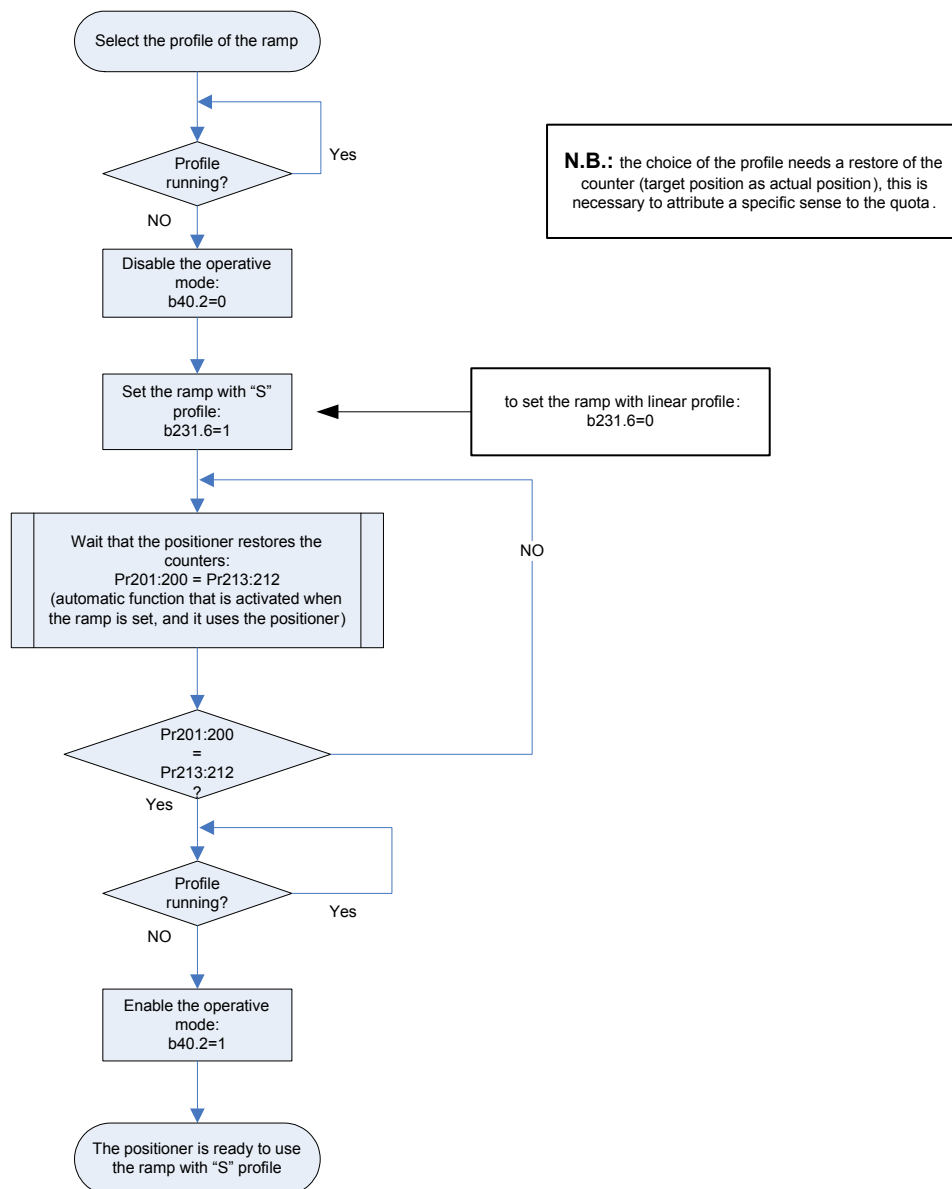 Select the profile of the ramp
Profile
running?
Yes
NO
N.B.: the choice of the profile needs a restore of the
counter (target position as actual position), this is
necessary to attribute a specific sense to the quota.
Disable the operative
mode:
b40.2=0
Set the ramp with “S”
profile:
b231.6=1
to set the ramp with linear profile:
b231.6=0
Wait that the positioner restores the
counters:
Pr201:200 = Pr213:212
(automatic function that is activated when
the ramp is set, and it uses the positioner)
NO
Pr201:200
=
Pr213:212
?
Yes
Profile
running?
Yes
NO
Enable the operative
mode:
b40.2=1
The positioner is ready to use
the ramp with “S” profile